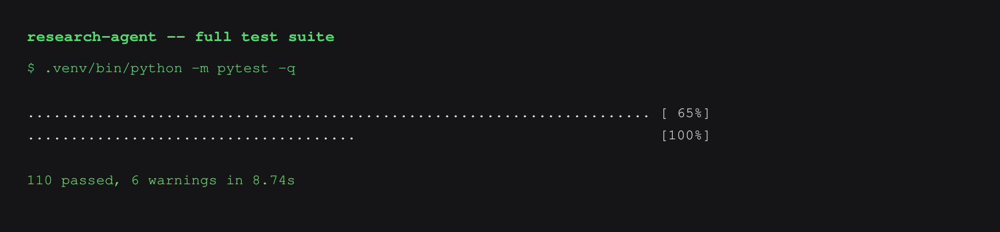 research-agent -- full test suite
$ .venv/bin/python -m pytest -q
........................................................................ [ 65%]
......................................                                   [100%]
110 passed, 6 warnings in 8.74s